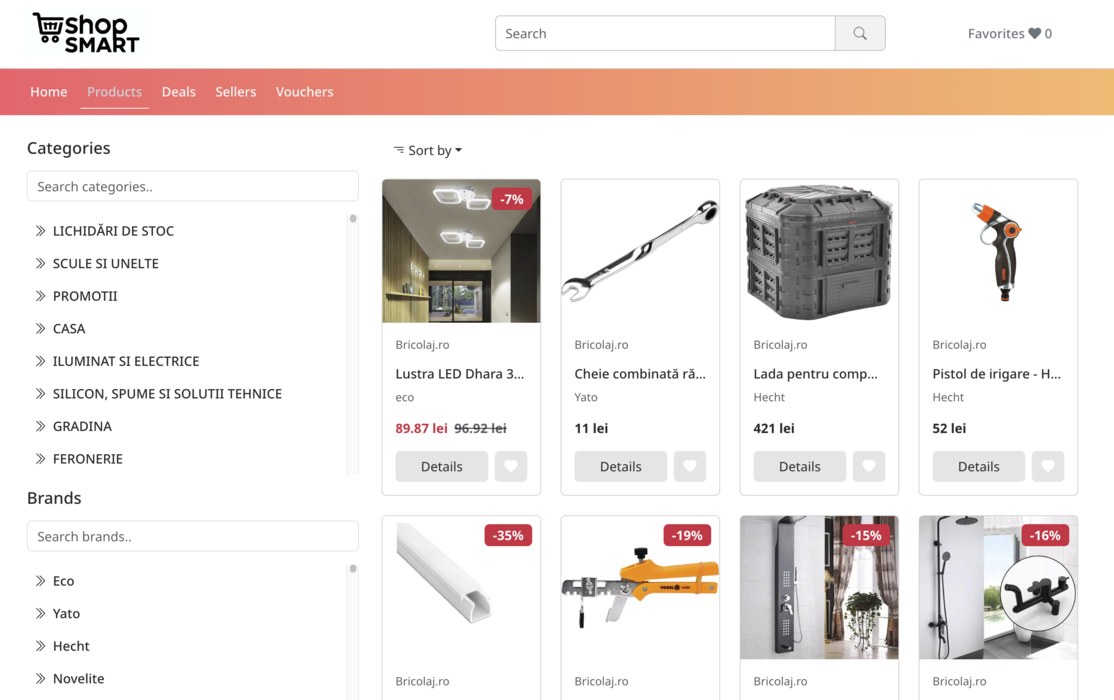 shop
SMART
Search
Favorites 0
Home Products Deals Sellers Vouchers
Categories
Search categories..
LICHIDĂRI DE STOC
SCULE SI UNELTE
PROMOTII
CASA
ILUMINAT SI ELECTRICE
SILICON, SPUME SI SOLUTII TEHNICE
GRADINA
FERONERIE
Brands
Search brands..
Eco
Yato
Hecht
Novelite
Sort by
-7%
Bricolaj.ro
Lustra LED Dhara 3...
eco
89.87 lei 96.92 lei
Details
Bricolaj.ro
Cheie combinată ră...
Yato
11 lei
Details
Bricolaj.ro
Lada pentru comp...
Hecht
421 lei
Details
Bricolaj.ro
Pistol de irigare - H...
Hecht
52 lei
Details
-35%
Bricolaj.ro
-19%
Bricolaj.ro
-15%
Bricolaj.ro
-16%
Bricolaj.ro